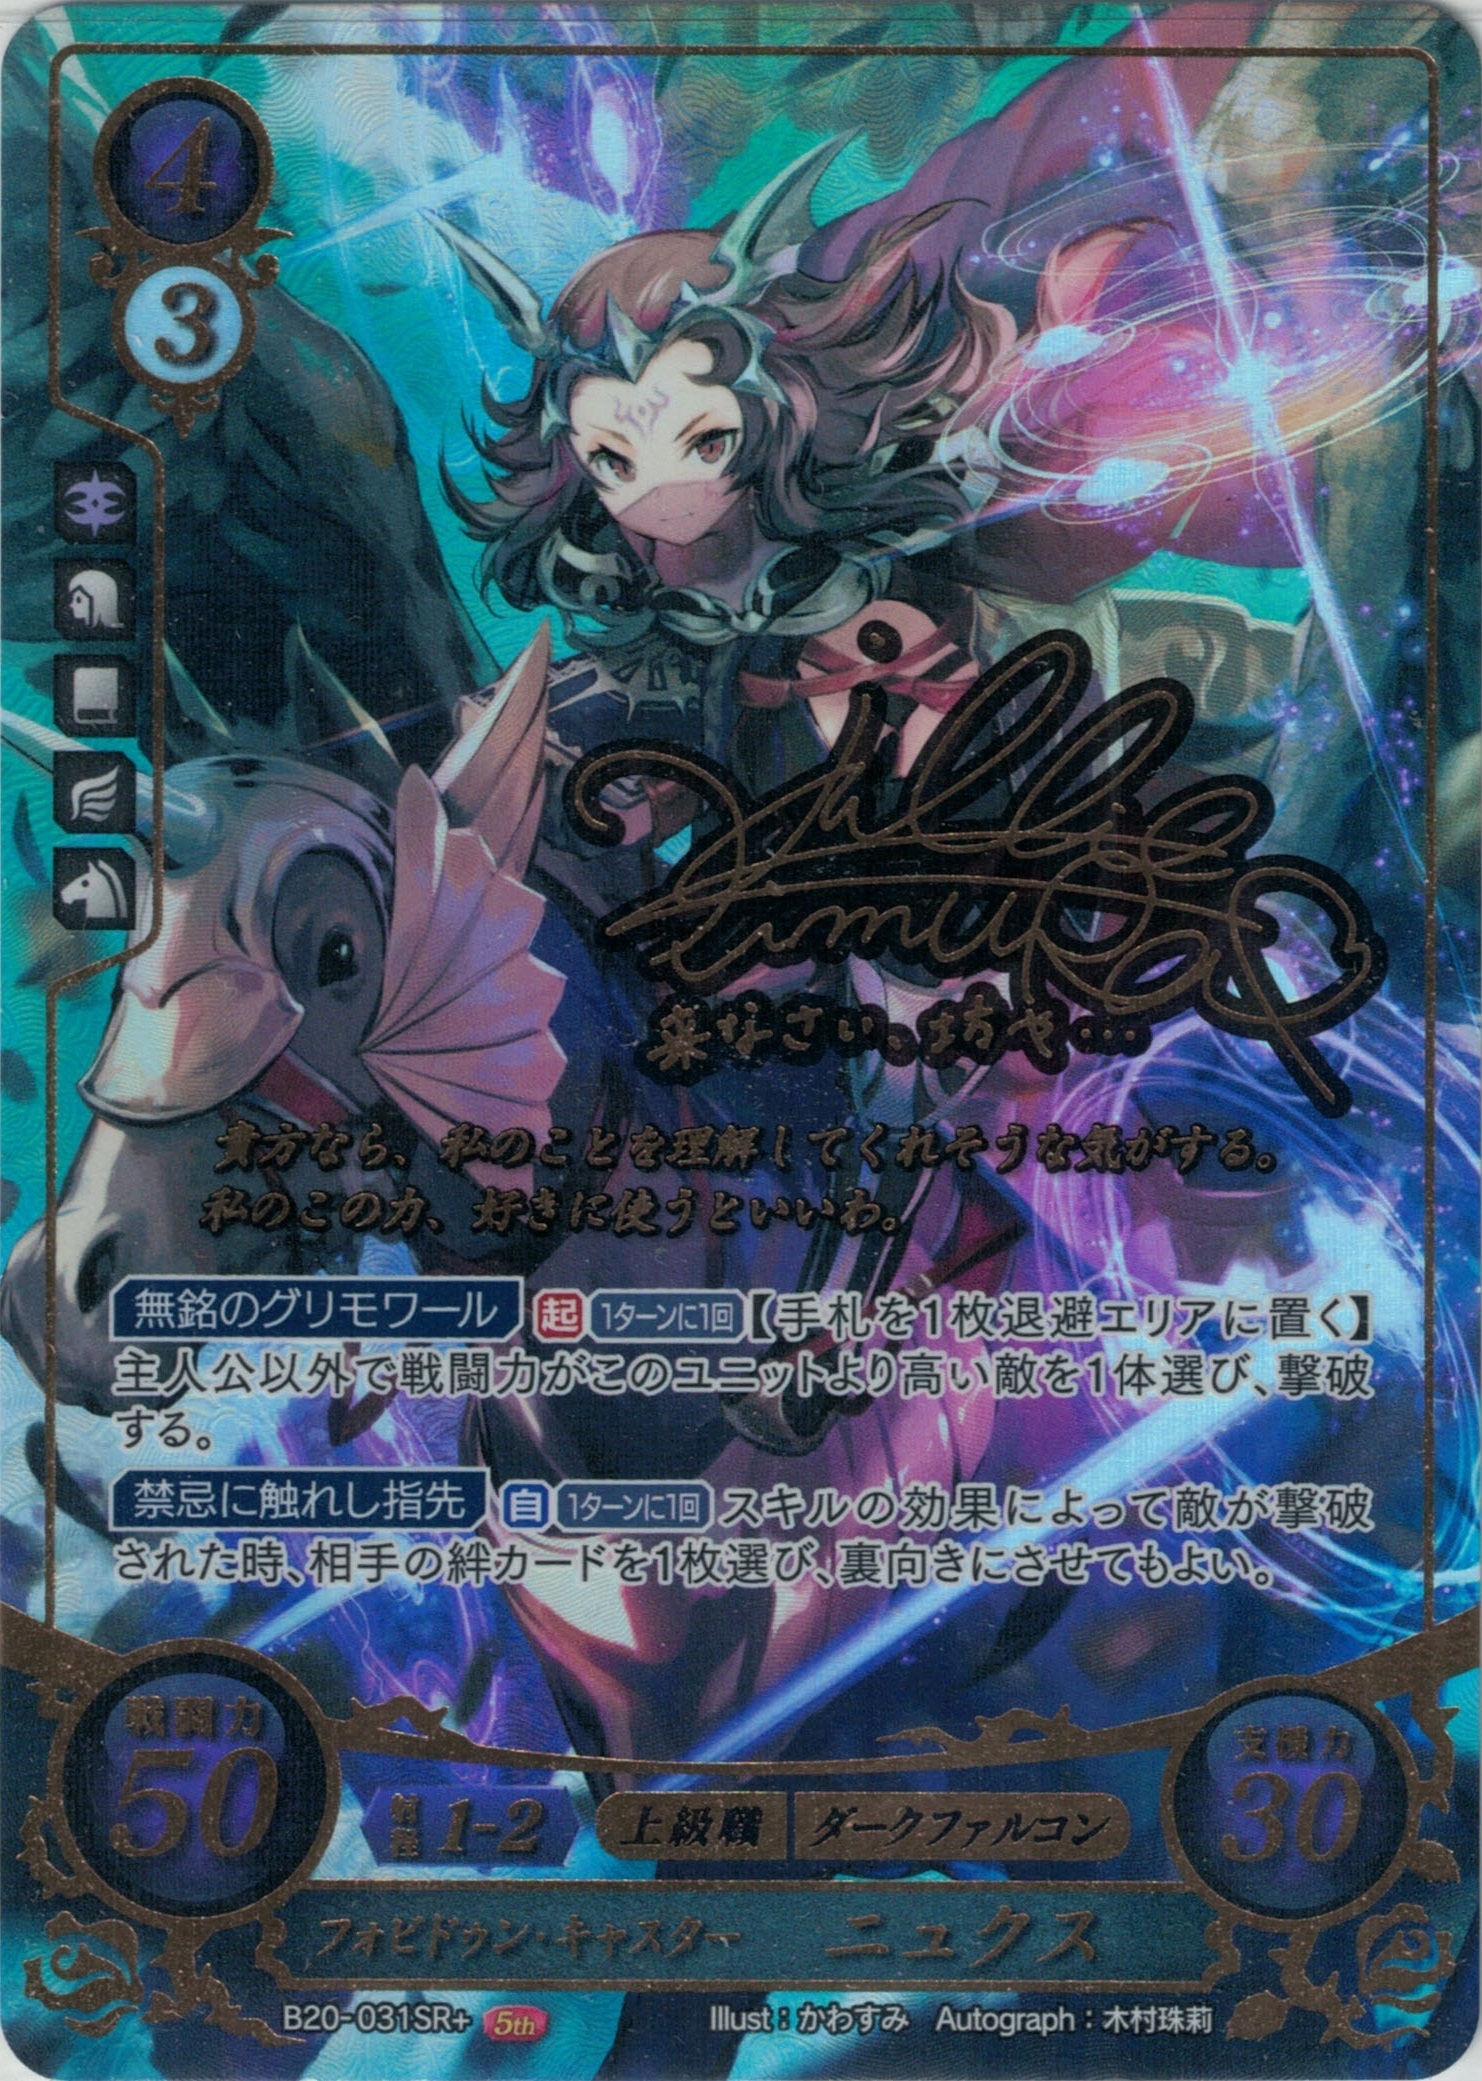 4
3
Jullie
Kimura
来なさい。坊や…
貴方なら、私のことを理解してくれそうな気がする。
私のこの力、好きに使うといいわ。
無銘のグリモワール 起 1ターンに1回【手札を1枚退避エリアに置く】
主人公以外で戦闘力がこのユニットより高い敵を1体選び、撃破
する。
禁忌に触れし指先 自 1ターンに1回 スキルの効果によって敵が撃破
された時、相手の絆カードを1枚選び、裏向きにさせてもよい。
戦闘力
50
射程 1-2
上級職 ダークファルコン
支援力
30
フォビドゥン・キャスター ニュクス
B20-031SR+ 5th Illust：かわすみ Autograph：木村珠莉